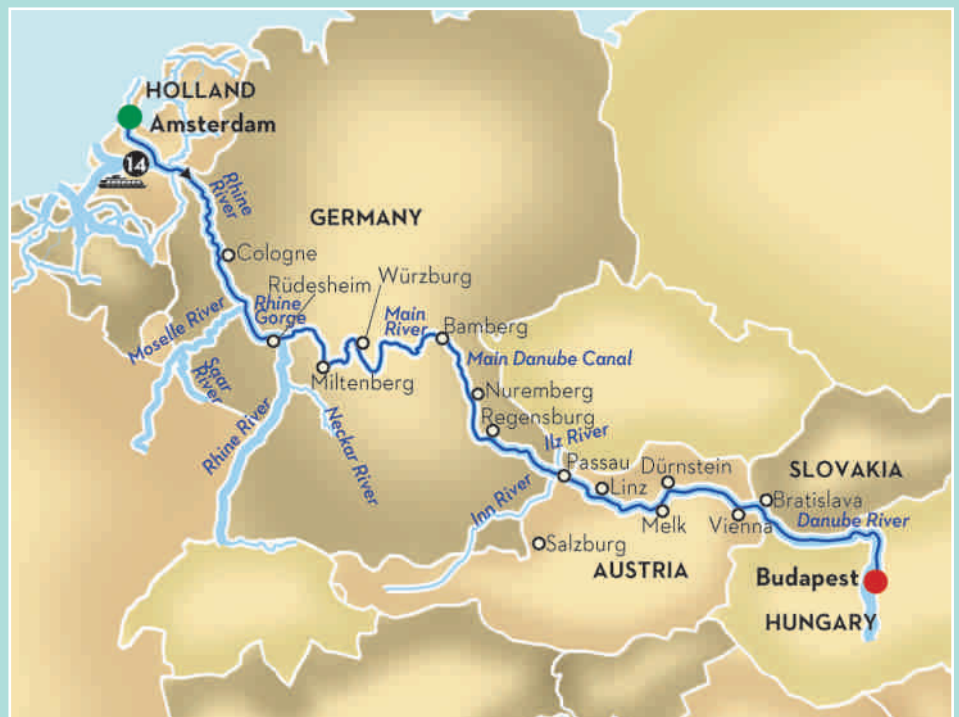 HOLLAND
Amsterdam
14
Rhine
River
GERMANY
Cologne
Rüdesheim
Würzburg
Rhine
Gorge
Main
River
Bamberg
Moselle River
Main Danube Canal
Saar
River
Miltenberg
Nuremberg
Rhine River
Neckar River
Regensburg
Ilz River
Passau
Dürnstein
SLOVAKIA
Inn River
Linz
Bratislava
Melk
Vienna
Danube River
Salzburg
AUSTRIA
Budapest
HUNGARY